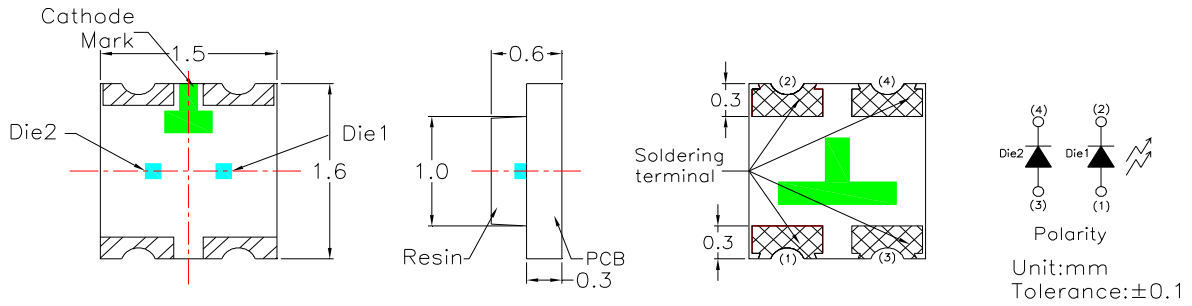 Cathode
Mark
1.5
Die2
Die1
1.6
0.6
1.0
Resin
PCB
0.3
(2)
(4)
0.3
Soldering
terminal
0.3
(1)
(3)
(4)
(2)
Die2
Die1
(3)
(1)
Polarity
Unit:mm
Tolerance:±0.1